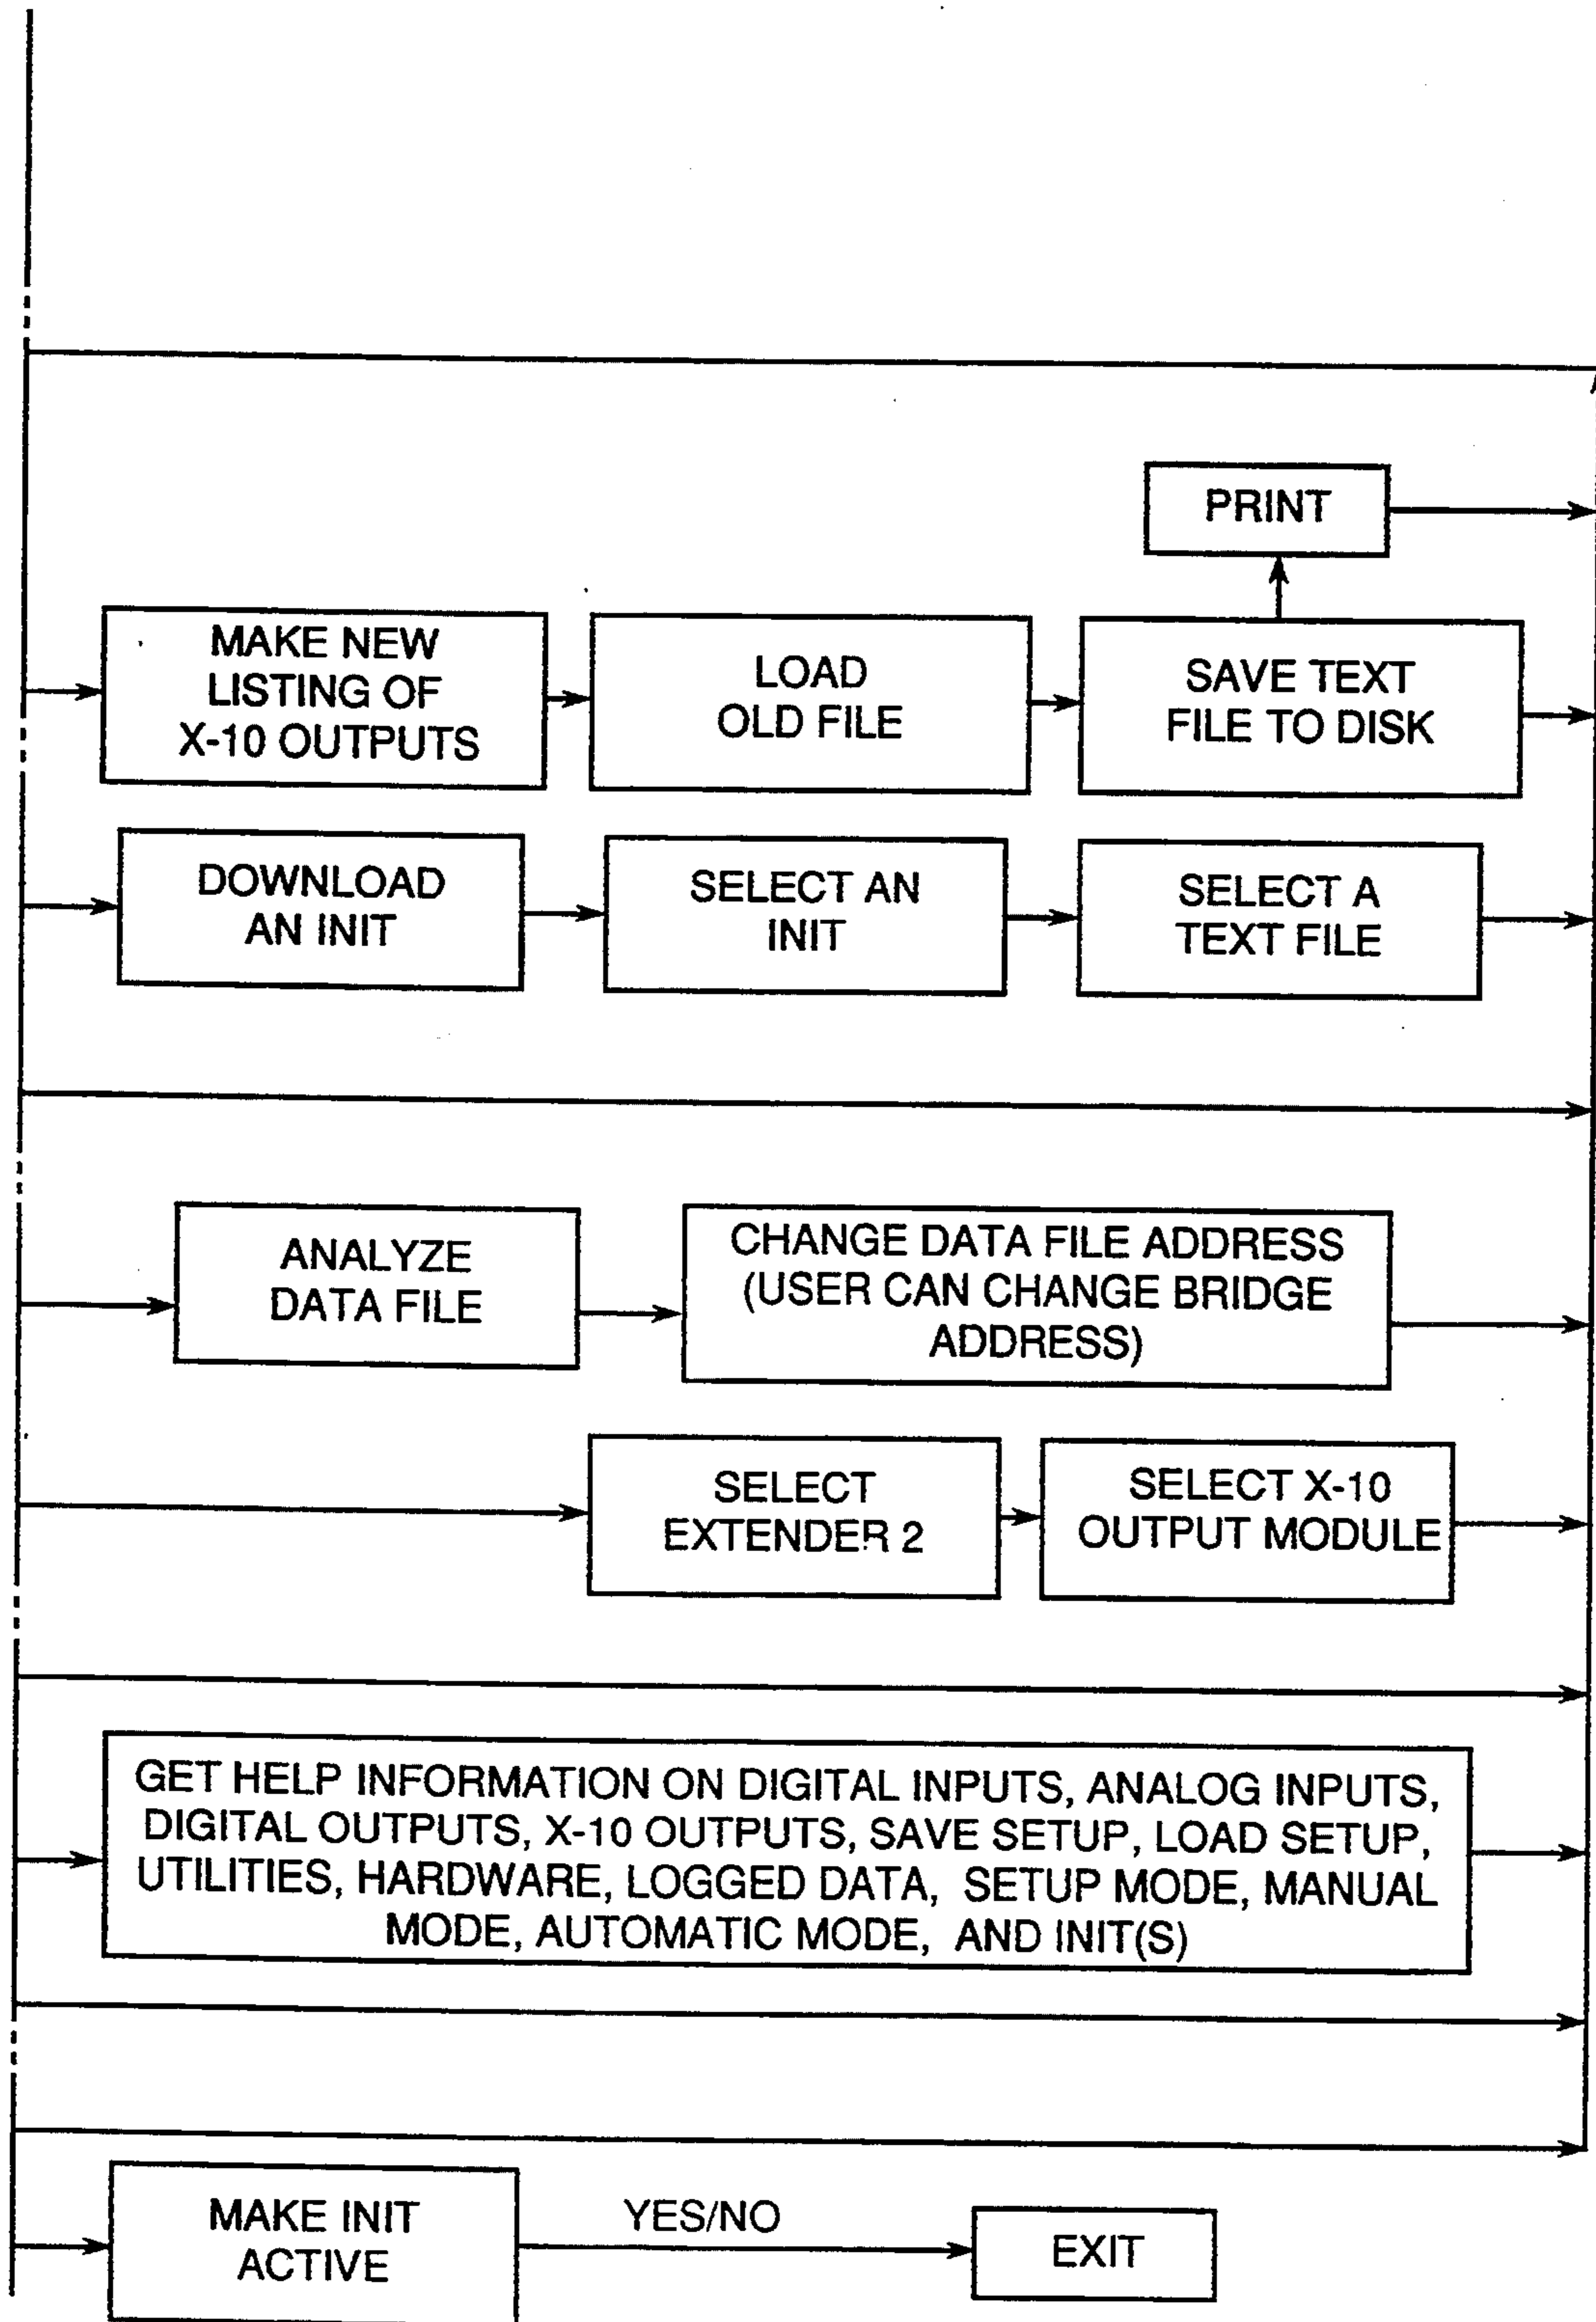 PRINT
MAKE NEW
LISTING OF
X-10 OUTPUTS
LOAD
OLD FILE
SAVE TEXT
FILE TO DISK
DOWNLOAD
AN INIT
SELECT AN
INIT
SELECT A
TEXT FILE
ANALYZE
DATA FILE
CHANGE DATA FILE ADDRESS
(USER CAN CHANGE BRIDGE
ADDRESS)
SELECT
EXTENDER 2
SELECT X-10
OUTPUT MODULE
GET HELP INFORMATION ON DIGITAL INPUTS, ANALOG INPUTS,
DIGITAL OUTPUTS, X-10 OUTPUTS, SAVE SETUP, LOAD SETUP,
UTILITIES, HARDWARE, LOGGED DATA, SETUP MODE, MANUAL
MODE, AUTOMATIC MODE, AND INIT(S)
MAKE INIT
ACTIVE
YES/NO
EXIT